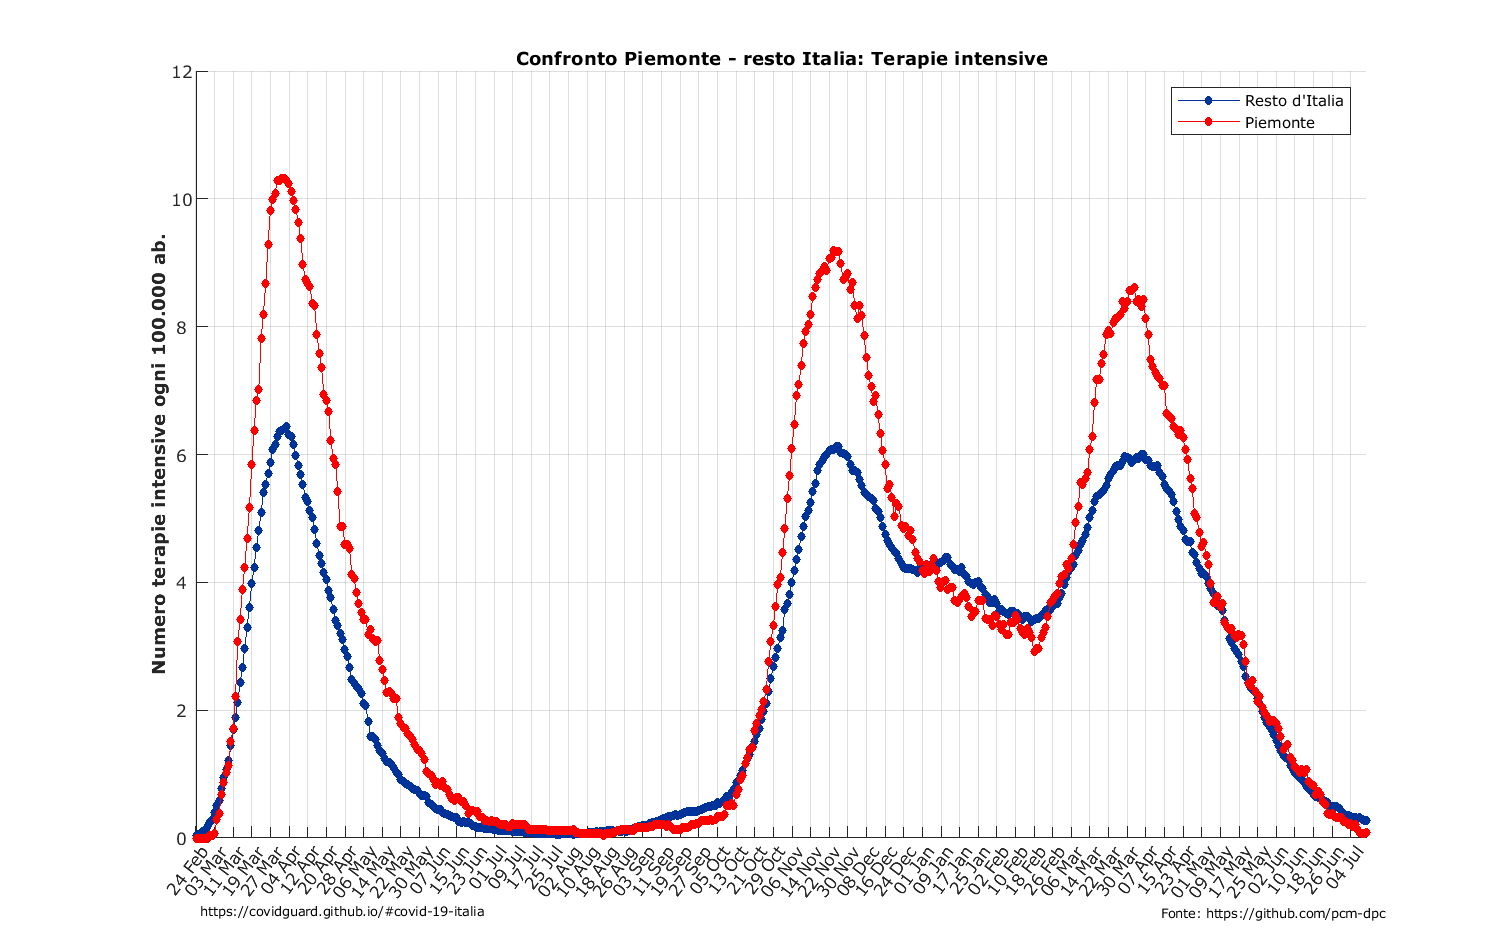 Confronto Piemonte - resto Italia: Terapie intensive
Resto d'Italia
Piemonte
Numero terapie intensive ogni 100.000 ab.
12
10
8
6
4
2
0
24 Feb
03 Mar
11 Mar
19 Mar
27 Mar
04 Apr
12 Apr
20 Apr
28 Apr
06 May
14 May
22 May
30 May
07 Jun
15 Jun
23 Jun
01 Jul
09 Jul
17 Jul
25 Jul
02 Aug
10 Aug
18 Aug
26 Aug
03 Sep
11 Sep
19 Sep
27 Sep
05 Oct
13 Oct
21 Oct
29 Oct
06 Nov
14 Nov
22 Nov
30 Nov
08 Dec
16 Dec
24 Dec
01 Jan
09 Jan
17 Jan
25 Jan
02 Feb
10 Feb
18 Feb
26 Feb
06 Mar
14 Mar
22 Mar
30 Mar
07 Apr
15 Apr
23 Apr
01 May
09 May
17 May
25 May
02 Jun
10 Jun
18 Jun
26 Jun
04 Jul
https://covidguard.github.io/#covid-19-italia
Fonte: https://github.com/pcm-dpc